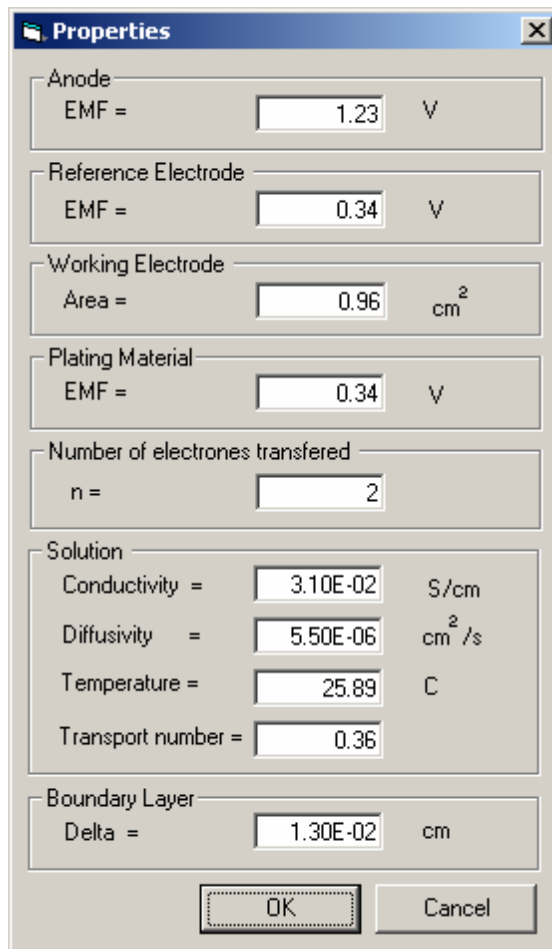 Properties
Anode
EMF = 1.23 V
Reference Electrode
EMF = 0.34 V
Working Electrode
Area = 0.96 cm²
Plating Material
EMF = 0.34 V
Number of electrones transfered
n = 2
Solution
Conductivity = 3.10E-02 S/cm
Diffusivity = 5.50E-06 cm²/s
Temperature = 25.89 C
Transport number = 0.36
Boundary Layer
Delta = 1.30E-02 cm
OK Cancel